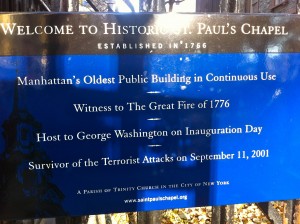 WELCOME TO HISTORIC ST. PAUL'S CHAPEL
ESTABLISHED IN 1766
Manhattan's Oldest Public Building in Continuous Use
Witness to The Great Fire of 1776
Host to George Washington on Inauguration Day
Survivor of the Terrorist Attacks on September 11, 2001
A PARISH OF TRINITY CHURCH IN THE CITY OF NEW YORK
www.saintpaulschapel.org